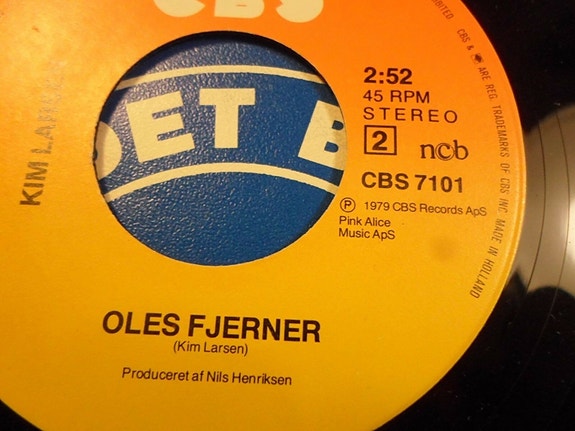 CBS
KIM LARSEN
DET B
2:52
45 RPM
STEREO
2
ncb
CBS 7101
Ⓟ 1979 CBS Records ApS
Pink Alice
Music ApS
ARE REG. TRADEMARKS OF CBS INC. MADE IN HOLLAND
OLES FJERNER
(Kim Larsen)
Produceret af Nils Henriksen